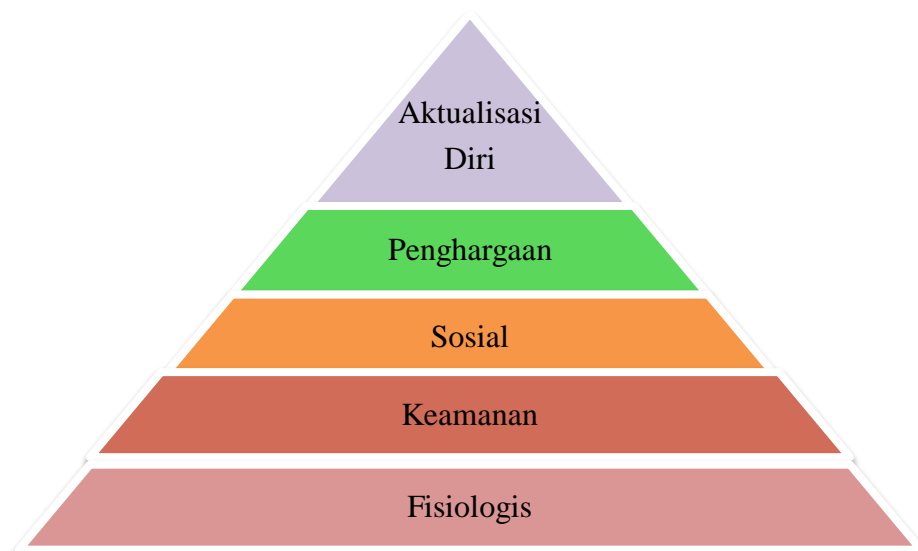 Aktualisasi
Diri
Penghargaan
Sosial
Keamanan
Fisiologis